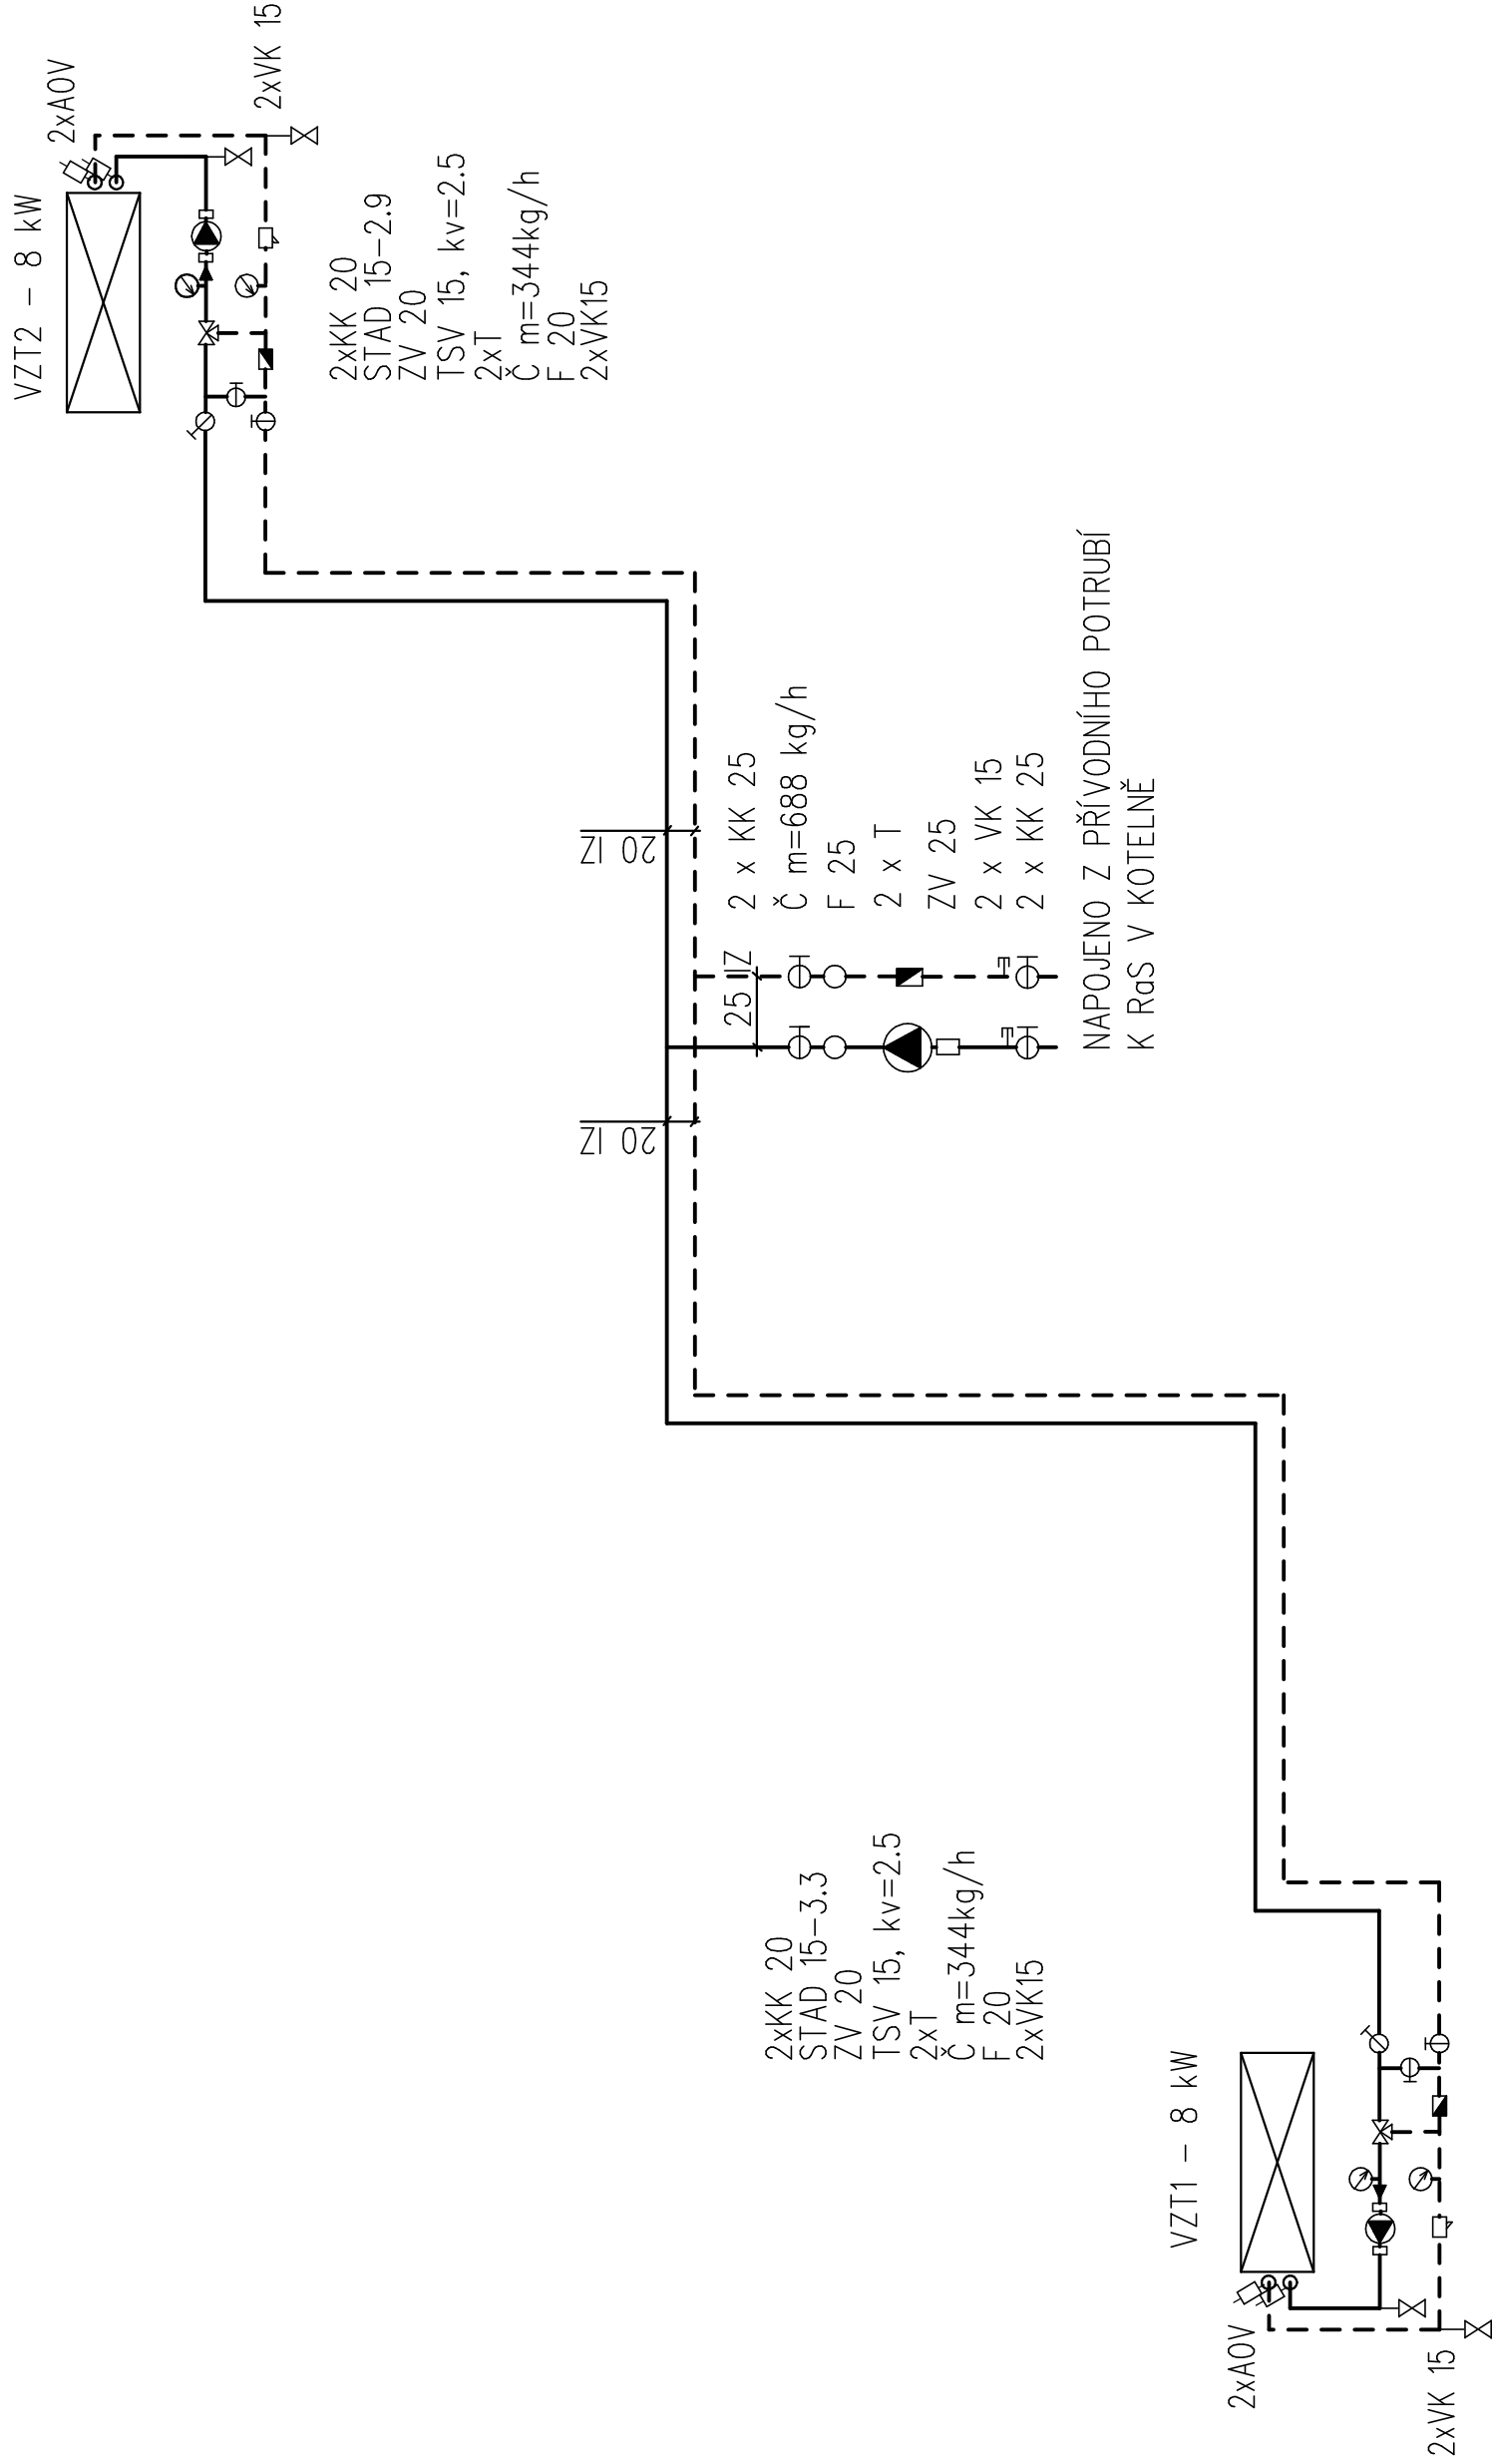 VZT2 - 8 kW
2xAOV
2xVK 15
2xKK 20
STAD 15-2.9
ZV 20
TSV 15, kv=2.5
2xT
Č m=344kg/h
F 20
2xVK15
20 IZ
20 IZ
25 IZ
2 x KK 25
Č m=688 kg/h
F 25
2 x T
ZV 25
2 x VK 15
2 x KK 25
NAPOJENO Z PŘÍVODNÍHO POTRUBÍ
K RaS V KOTELNĚ
2xKK 20
STAD 15-3.3
ZV 20
TSV 15, kv=2.5
2xT
Č m=344kg/h
F 20
2xVK15
VZT1 - 8 kW
2xAOV
2xVK 15